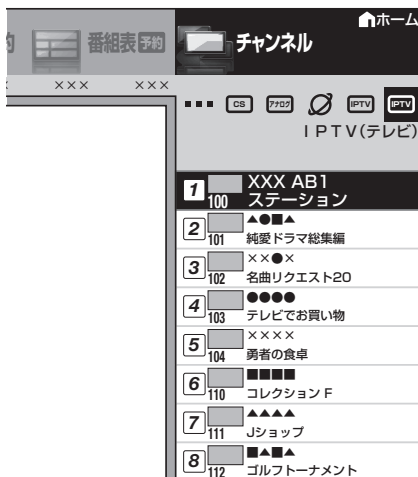 ホーム
約 番組表 予約 チャンネル
××× ×××
CS アナログ IPTV IPTV
IPTV(テレビ)
1 100 XXX AB1
ステーション
2 101 ▲●■▲
純愛ドラマ総集編
3 102 ××●×
名曲リクエスト20
4 103 ●●●●
テレビでお買い物
5 104 ××××
勇者の食卓
6 110 ■■■■
コレクション F
7 111 ▲▲▲▲
Jショップ
8 112 ■▲■▲
ゴルフトーナメント